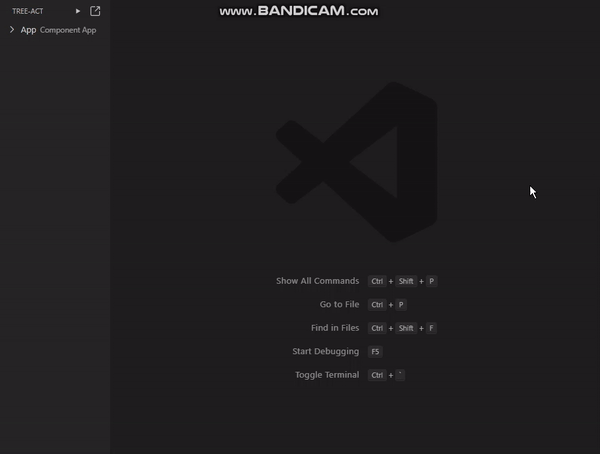 TREE-ACT
www.BANDICAM.com
App Component App
Show All Commands Ctrl + Shift + P
Go to File Ctrl + P
Find in Files Ctrl + Shift + F
Start Debugging F5
Toggle Terminal Ctrl + `